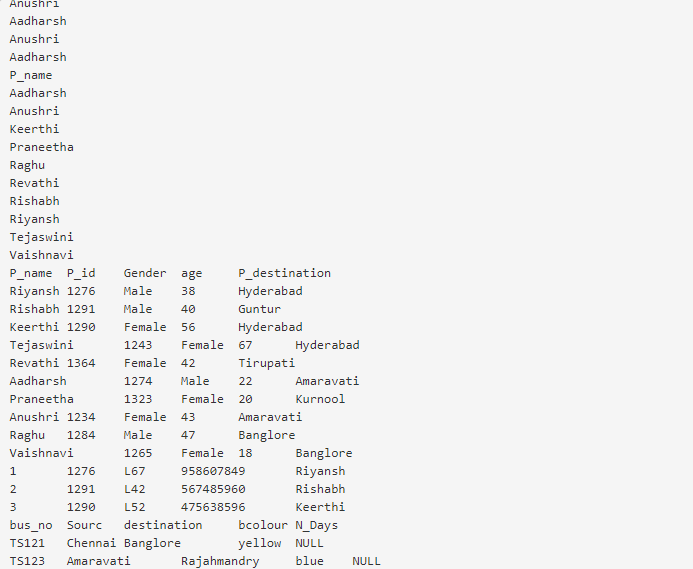 Anushri
Aadharsh
Anushri
Aadharsh
P_name
Aadharsh
Anushri
Keerthi
Praneetha
Raghu
Revathi
Rishabh
Riyansh
Tejaswini
Vaishnavi
P_name P_id Gender age P_destination
Riyansh 1276 Male 38 Hyderabad
Rishabh 1291 Male 40 Guntur
Keerthi 1290 Female 56 Hyderabad
Tejaswini 1243 Female 67 Hyderabad
Revathi 1364 Female 42 Tirupati
Aadharsh 1274 Male 22 Amaravati
Praneetha 1323 Female 20 Kurnool
Anushri 1234 Female 43 Amaravati
Raghu 1284 Male 47 Banglore
Vaishnavi 1265 Female 18 Banglore
1 1276 L67 958607849 Riyansh
2 1291 L42 567485960 Rishabh
3 1290 L52 475638596 Keerthi
bus_no Sourc destination bcolour N_Days
TS121 Chennai Banglore yellow NULL
TS123 Amaravati Rajahmandry blue NULL